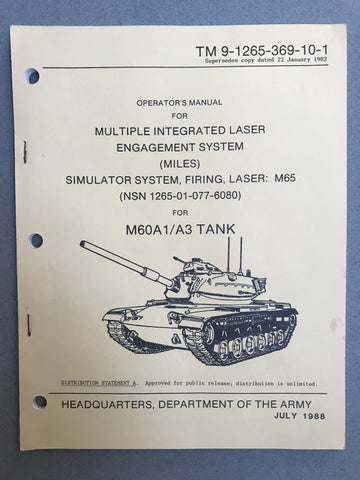 TM 9-1265-369-10-1
Supersedes copy dated 22 January 1982
OPERATOR'S MANUAL
FOR
MULTIPLE INTEGRATED LASER
ENGAGEMENT SYSTEM
(MILES)
SIMULATOR SYSTEM, FIRING, LASER: M65
(NSN 1265-01-077-6080)
FOR
M60A1/A3 TANK
DISTRIBUTION STATEMENT A. Approved for public release; distribution is unlimited.
HEADQUARTERS, DEPARTMENT OF THE ARMY
JULY 1988